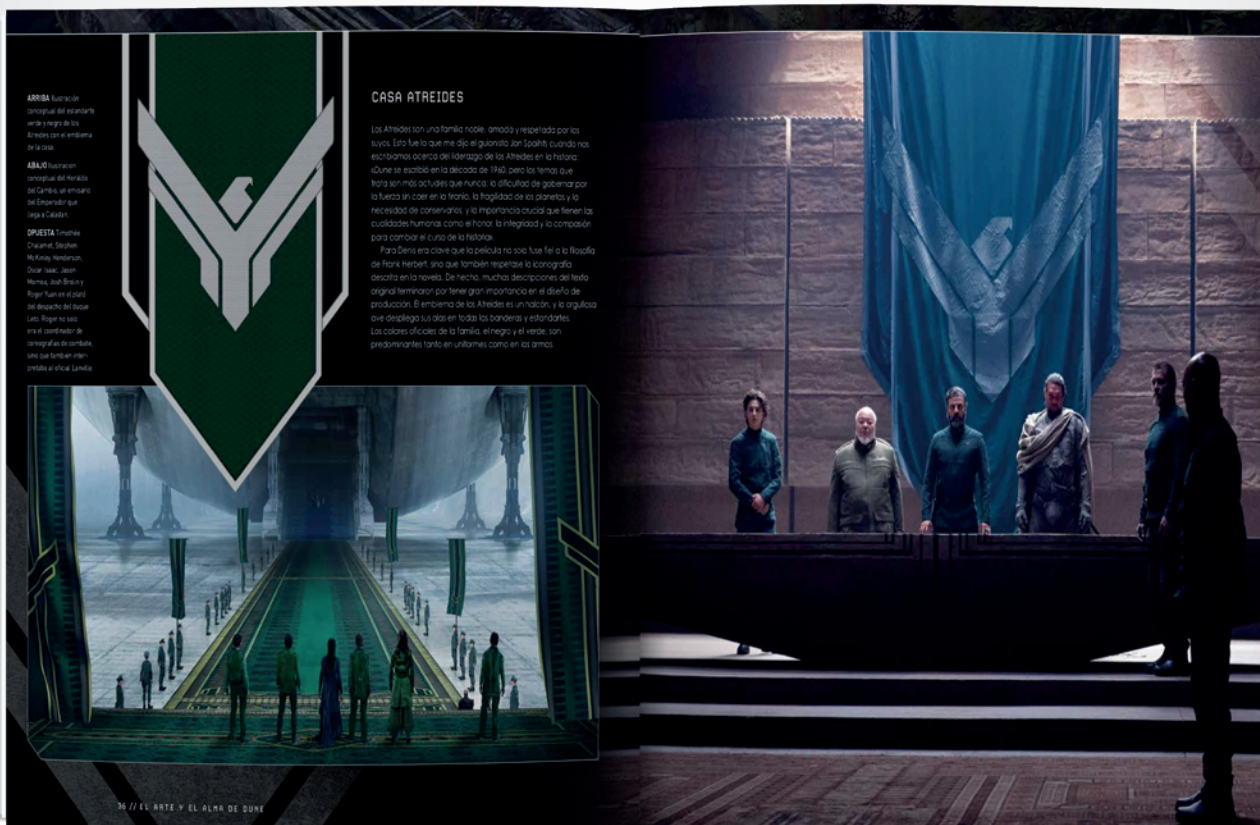 ARRIBA Ilustración
conceptual del estandarte
verde y negro de los
Atreides con el emblema
de la casa.
ABAJO Ilustración
conceptual del Heraldo
del Cambio, un emisario
del Emperador que
llega a Caladan.
OPUESTA Timothée
Chalamet, Stephen
McKinley Henderson,
Oscar Isaac, Jason
Momoa, Josh Brolin y
Roger Yuan en el plató
del despacho del duque
Leto. Roger no solo
era el coordinador de
coreografías de combate,
sino que también inter-
pretaba al oficial Lanville.
CASA ATREIDES
Los Atreides son una familia noble, amada y respetada por los
suyos. Esto fue lo que me dijo el guionista Jon Spaihts cuando nos
escribíamos acerca del liderazgo de los Atreides en la historia:
«Dune se escribió en la década de 1960, pero los temas que
trata son más actuales que nunca: la dificultad de gobernar por
la fuerza sin caer en la tiranía, la fragilidad de los planetas y la
necesidad de conservarlos, y la importancia crucial que tienen las
cualidades humanas como el honor, la integridad y la compasión
para cambiar el curso de la historia».
Para Denis era clave que la película no solo fuse fiel a la filosofía
de Frank Herbert, sino que también respetase la iconografía
descrita en la novela. De hecho, muchas descripciones del texto
original terminaron por tener gran importancia en el diseño de
producción. El emblema de los Atreides es un halcón, y la orgullosa
ave despliega sus alas en todas las banderas y estandartes.
Los colores oficiales de la familia, el negro y el verde, son
predominantes tanto en uniformes como en las armas.
36 // EL ARTE Y EL ALMA DE DUNE